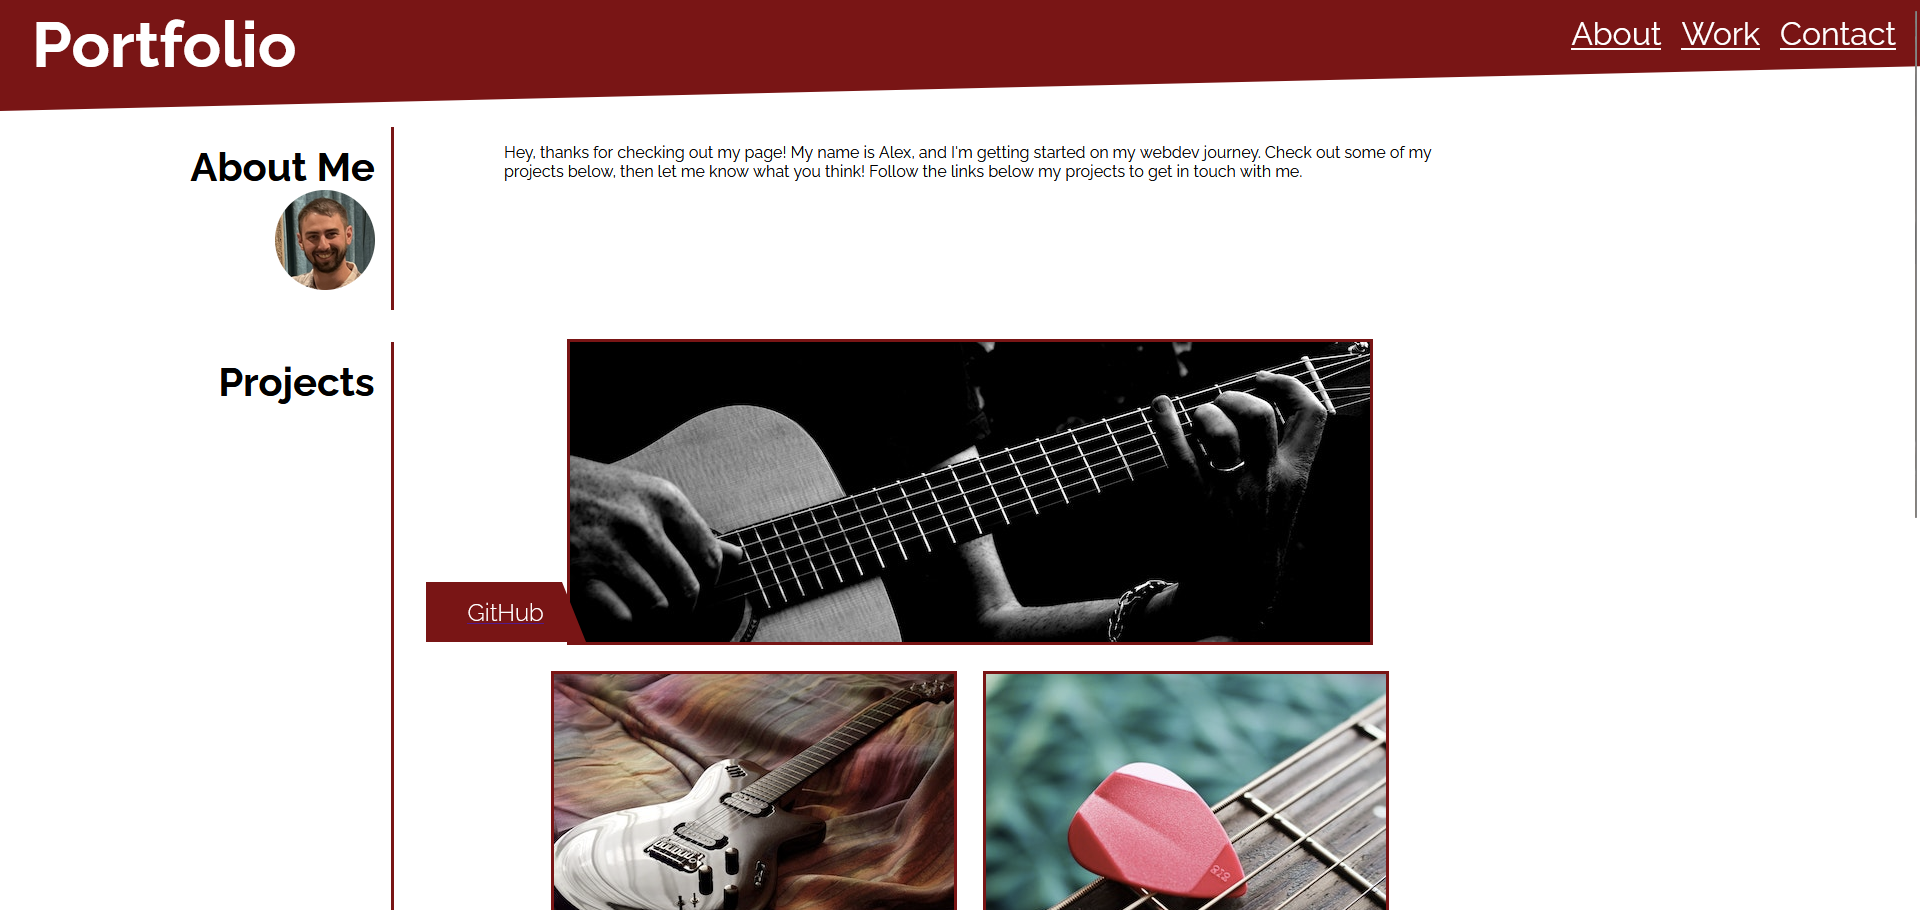 Portfolio
About Work Contact
About Me
Hey, thanks for checking out my page! My name is Alex, and I'm getting started on my webdev journey. Check out some of my
projects below, then let me know what you think! Follow the links below my projects to get in touch with me.
Projects
GitHub